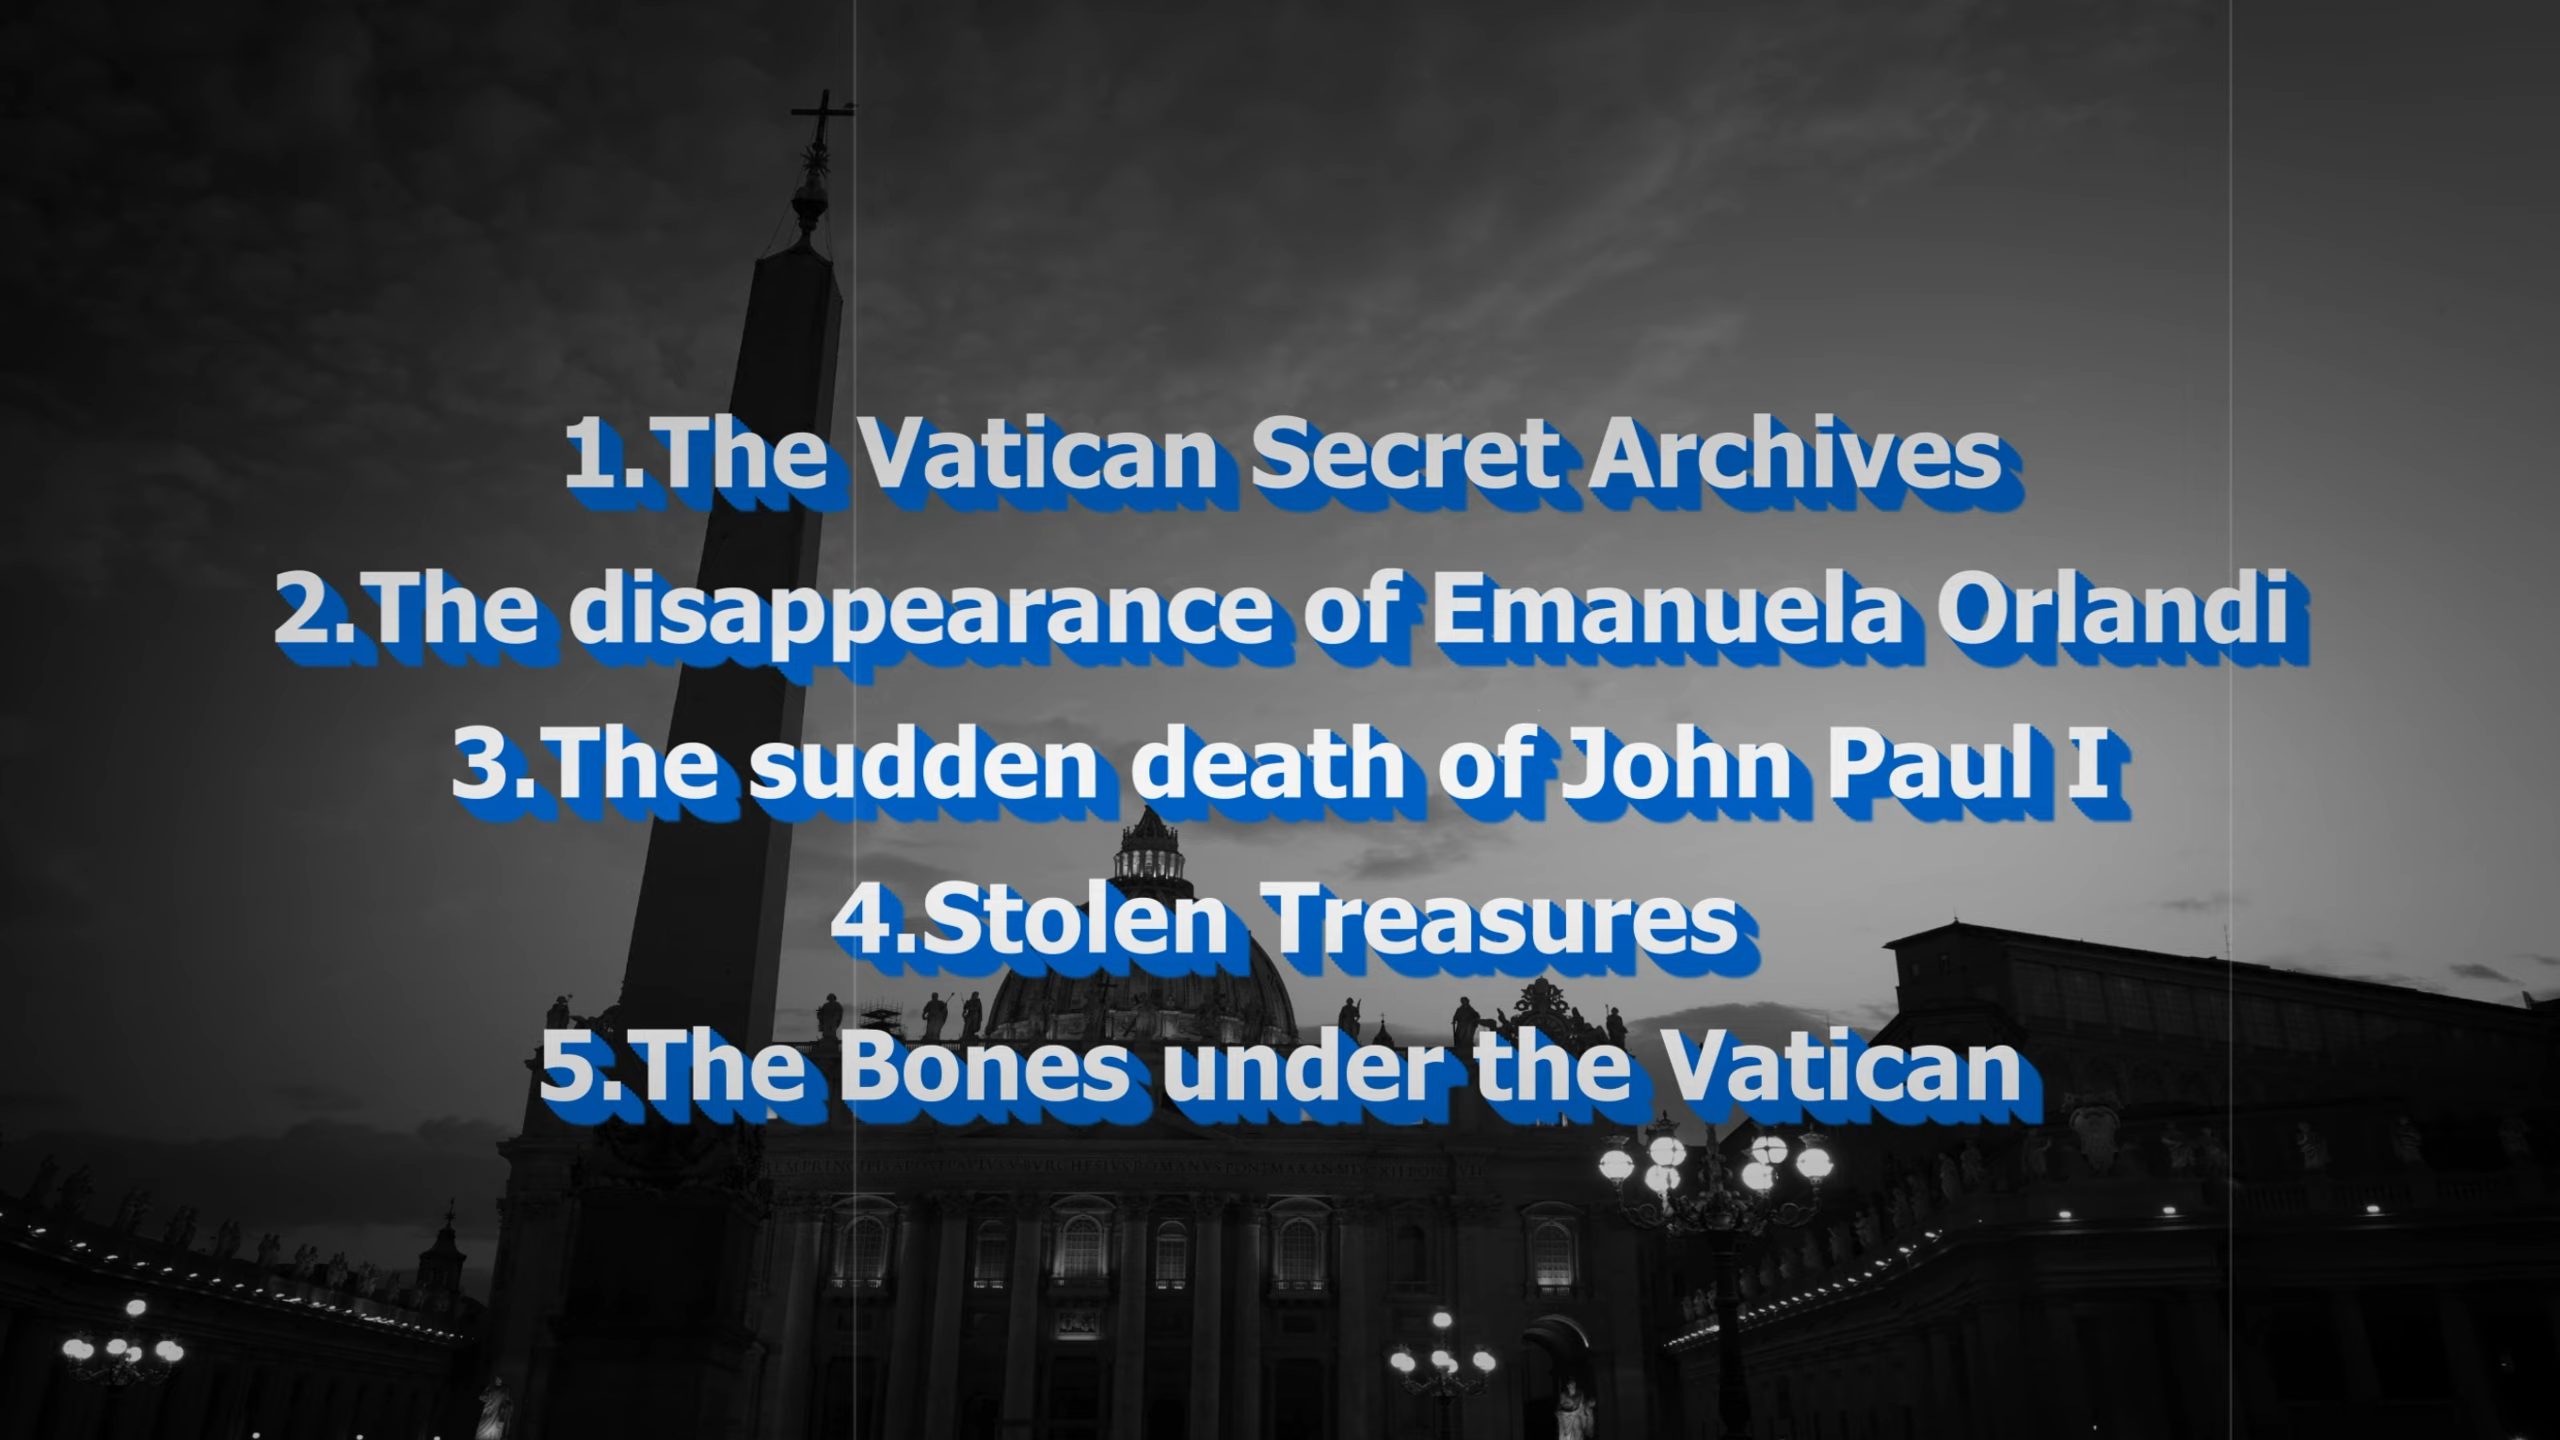 1.The Vatican Secret Archives
2.The disappearance of Emanuela Orlandi
3.The sudden death of John Paul I
4.Stolen Treasures
5.The Bones under the Vatican